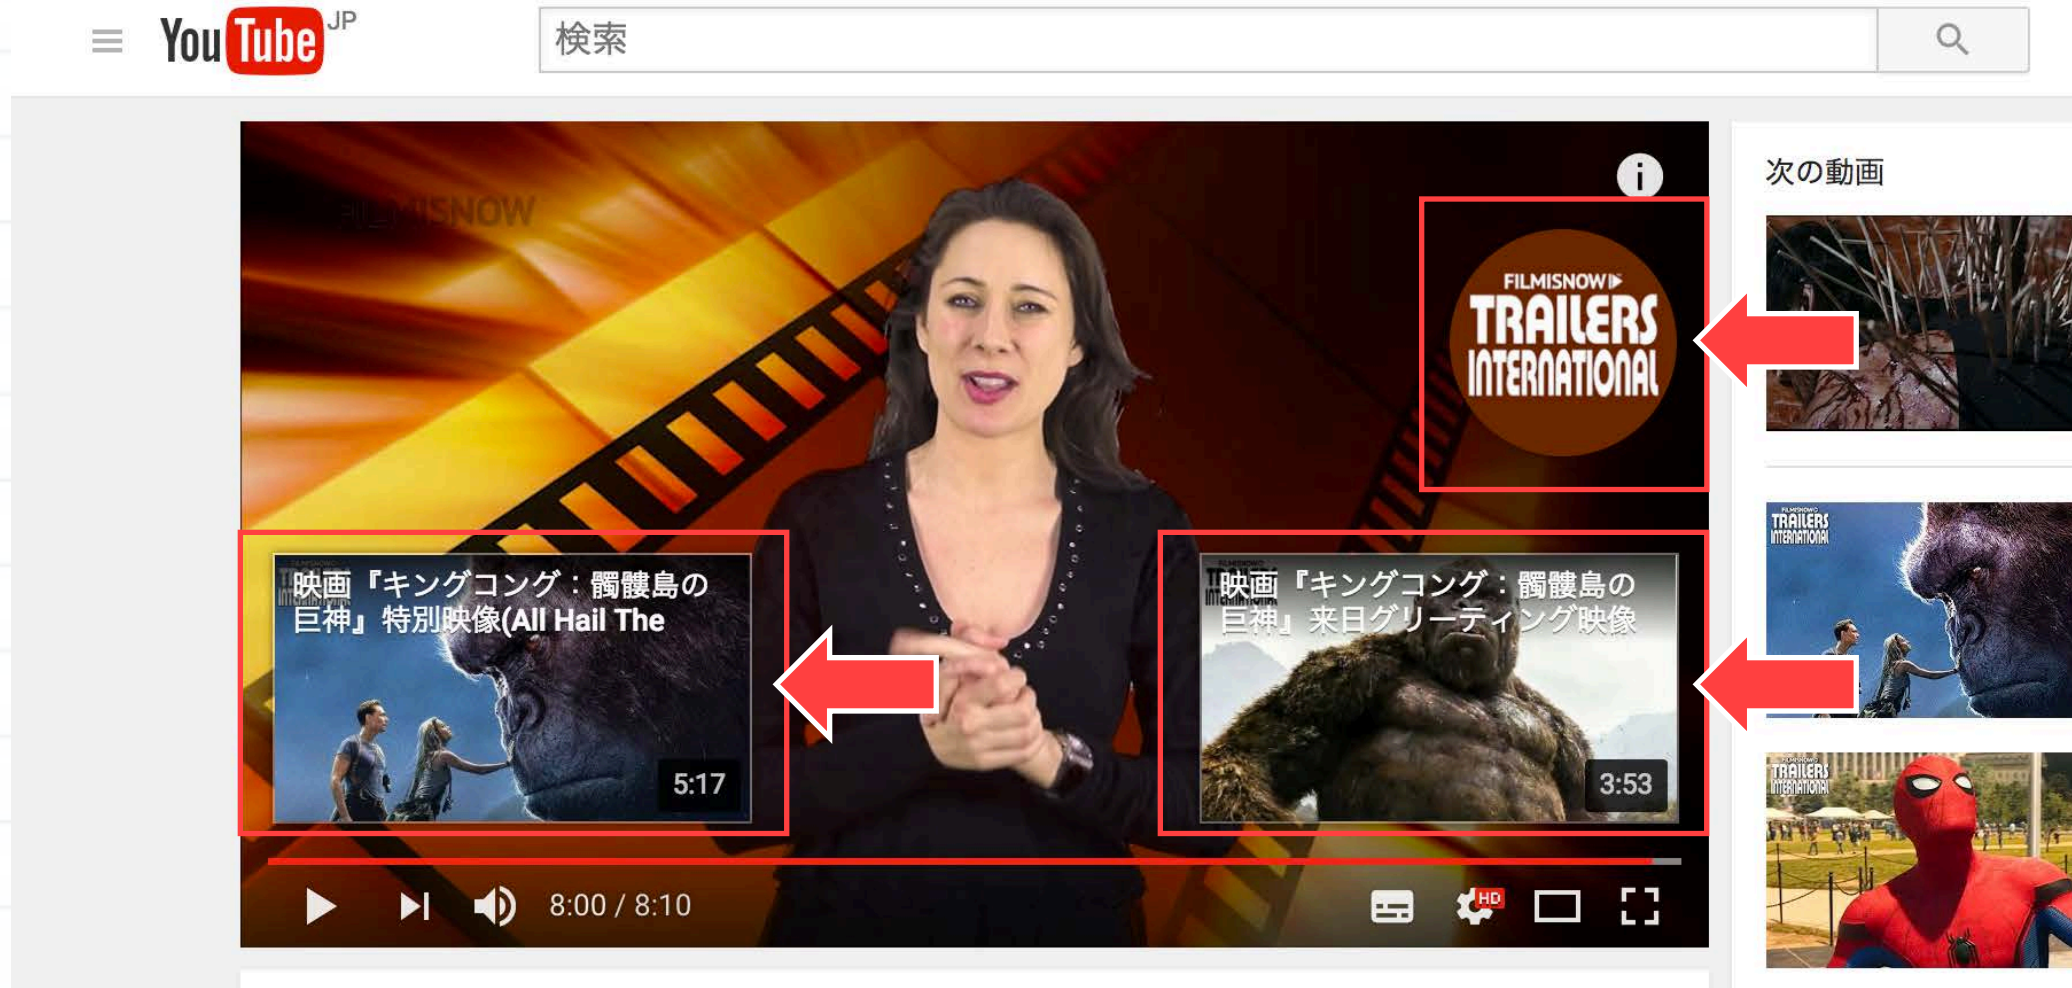 YouTube JP
検索
次の動画
FILMISNOW
FILMISNOW
TRAILERS
INTERNATIONAL
映画『キングコング：髑髏島の
巨神』特別映像(All Hail The
5:17
映画『キングコング：髑髏島の
巨神』来日グリーティング映像
3:53
8:00 / 8:10
HD
TRAILERS
INTERNATIONAL
TRAILERS
INTERNATIONAL